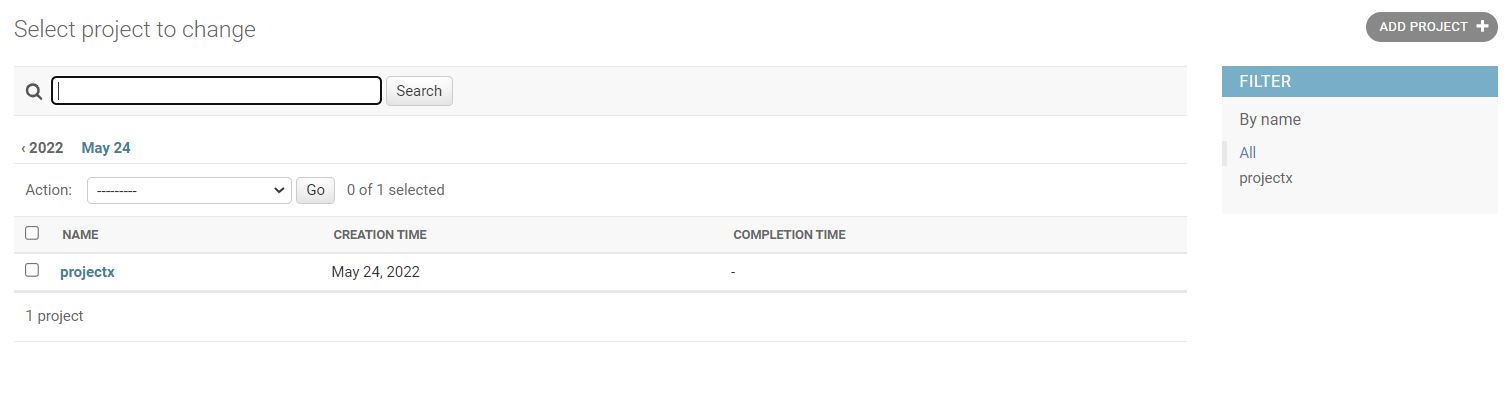 Select project to change
ADD PROJECT +
Search
FILTER
By name
All
projectx
‹ 2022 May 24
Action: --------- Go 0 of 1 selected
NAME CREATION TIME COMPLETION TIME
projectx May 24, 2022 -
1 project